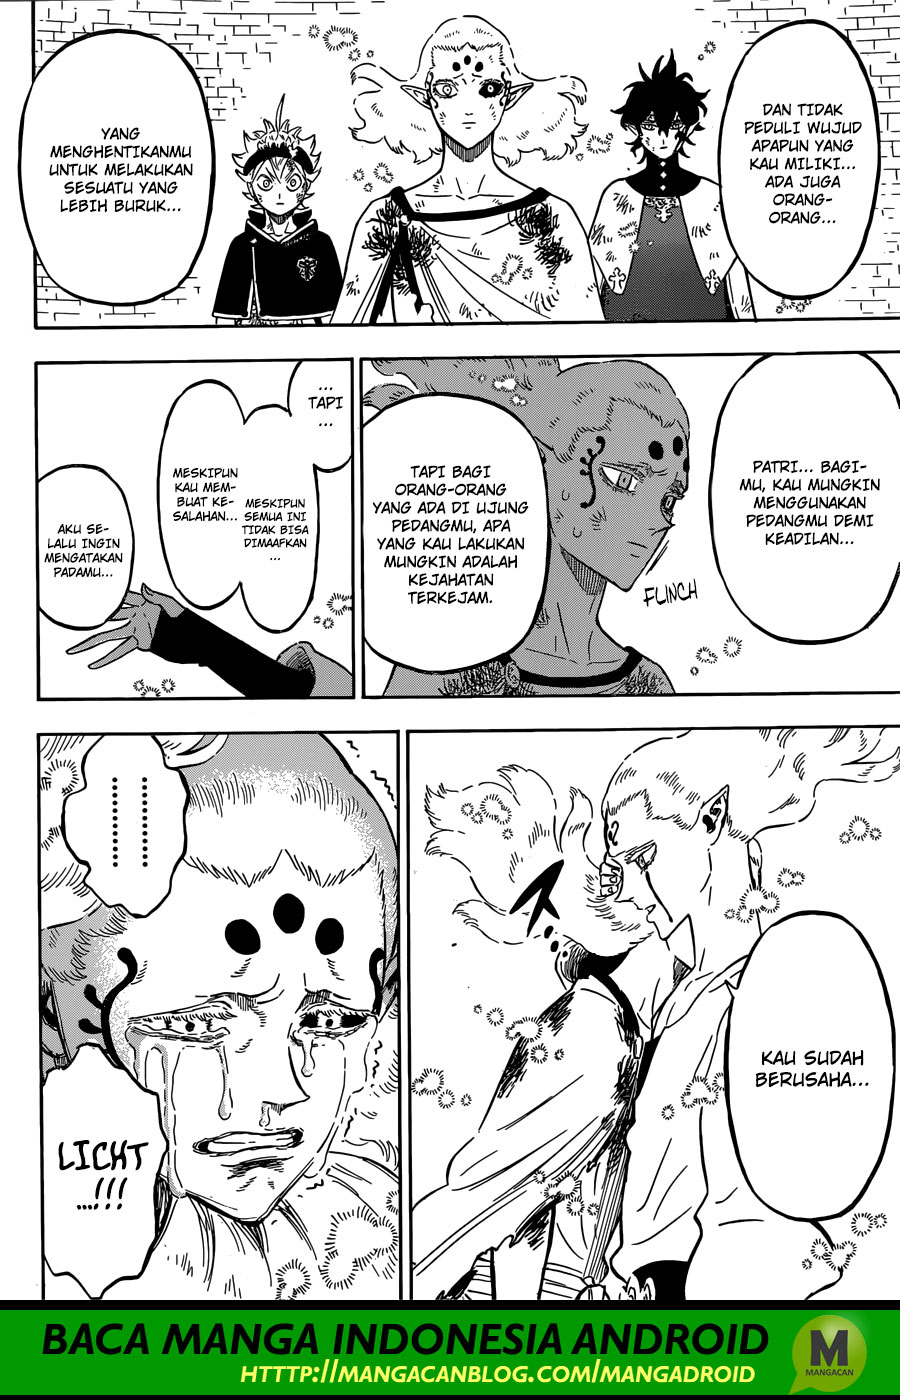 DAN TIDAK
PEDULI WUJUD
APAPUN YANG
KAU MILIKI...
ADA JUGA
ORANG-
ORANG...
YANG
MENGHENTIKANMU
UNTUK MELAKUKAN
SESUATU YANG
LEBIH BURUK...
PATRI... BAGI-
MU, KAU MUNGKIN
MENGGUNAKAN
PEDANGMU DEMI
KEADILAN...
FLINCH
TAPI BAGI
ORANG-ORANG
YANG ADA DI UJUNG
PEDANGMU, APA
YANG KAU LAKUKAN
MUNGKIN ADALAH
KEJAHATAN
TERKEJAM.
...
TAPI
...
MESKIPUN
SEMUA INI
TIDAK BISA
DIMAAFKAN
...
MESKIPUN
KAU MEM-
BUAT KE-
SALAHAN...
AKU SE-
LALU INGIN
MENGATAKAN
PADAMU...
KAU SUDAH
BERUSAHA...
.........
.........
LICHT
...!!!
BACA MANGA INDONESIA ANDROID
HTTTP://MANGACANBLOG.COM/MANGADROID
M
MANGACAN